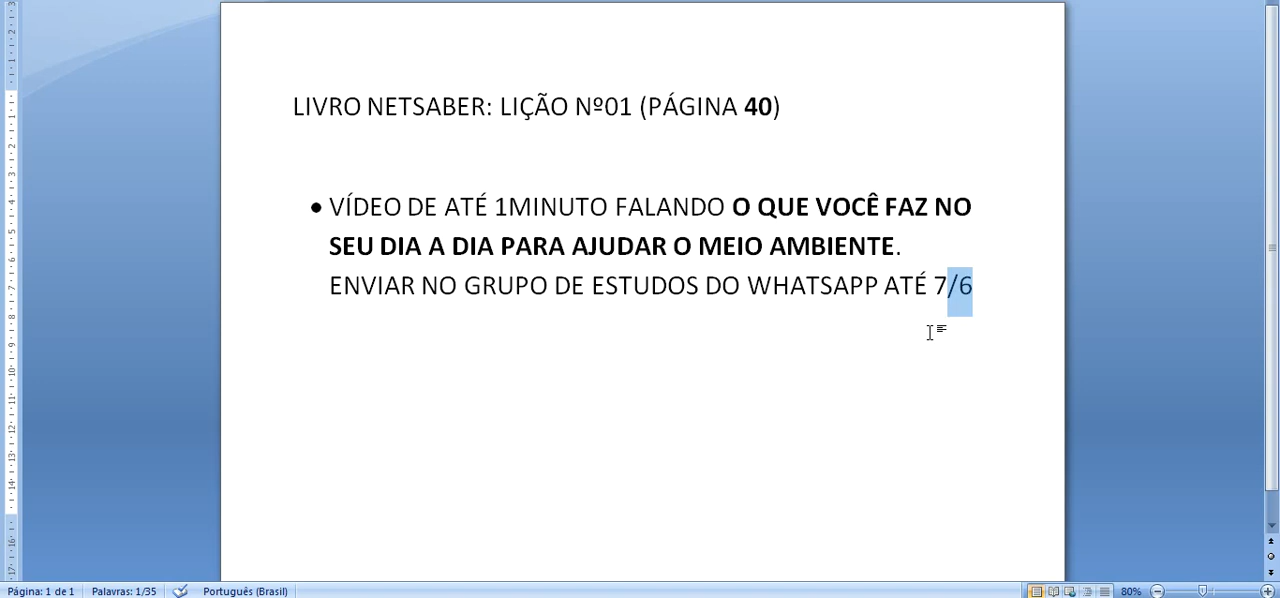 LIVRO NETSABER: LIÇÃO Nº01 (PÁGINA 40)
• VÍDEO DE ATÉ 1MINUTO FALANDO O QUE VOCÊ FAZ NO
SEU DIA A DIA PARA AJUDAR O MEIO AMBIENTE.
ENVIAR NO GRUPO DE ESTUDOS DO WHATSAPP ATÉ 7/6
Página: 1 de 1 Palavras: 1/35 Português (Brasil) 80%